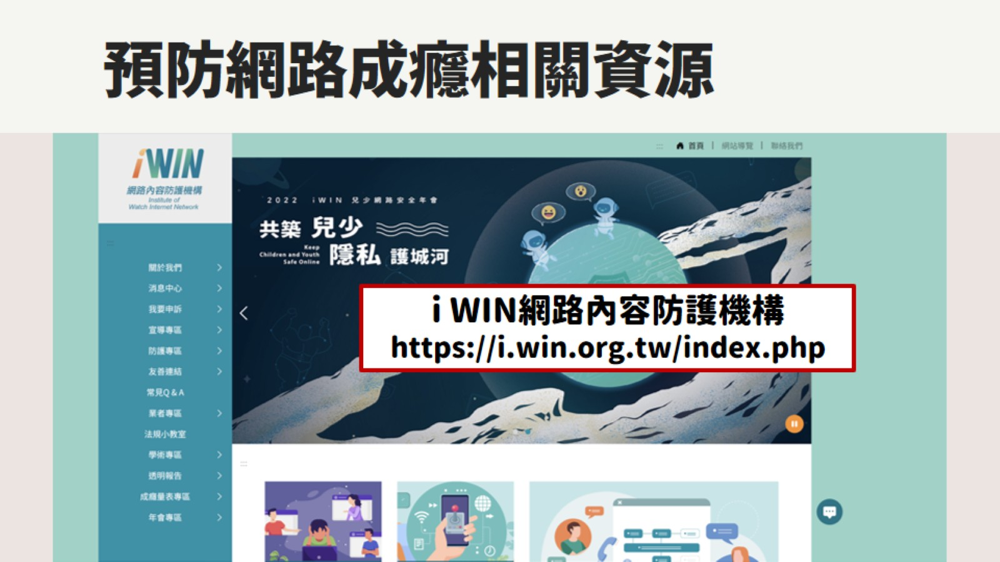 預防網路成癮相關資源
iWIN
網路內容防護機構
Institute of
Watch Internet Network
首頁 | 網站導覽 | 聯絡我們
2022 iWIN 兒少網路安全年會
共築 兒少
Keep
Children and Youth
Safe Online
隱私 護城河
i WIN網路內容防護機構
https://i.win.org.tw/index.php
關於我們
消息中心
我要申訴
宣導專區
防護專區
友善連結
常見Q & A
業者專區
法規小教室
學術專區
透明報告
成癮量表專區
年會專區